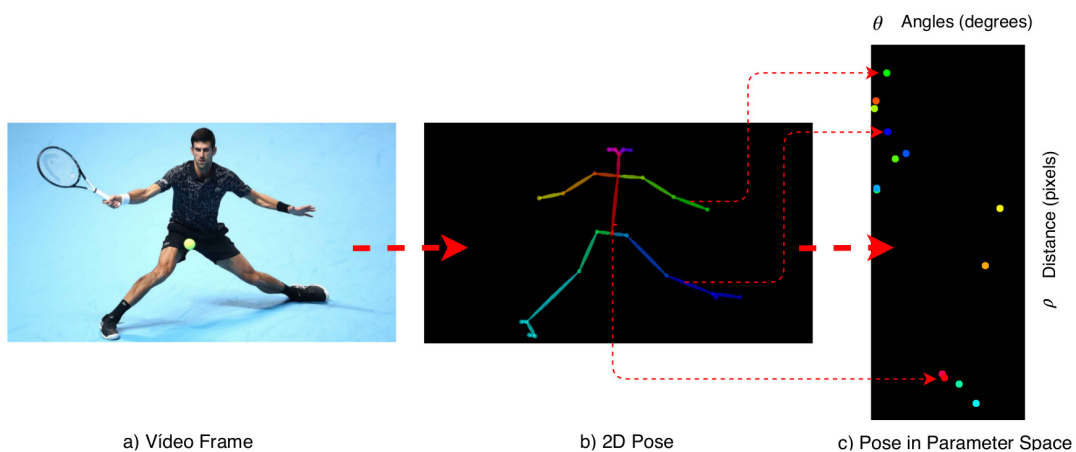 θ Angles (degrees)
Distance (pixels)
ρ
a) Vídeo Frame
b) 2D Pose
c) Pose in Parameter Space